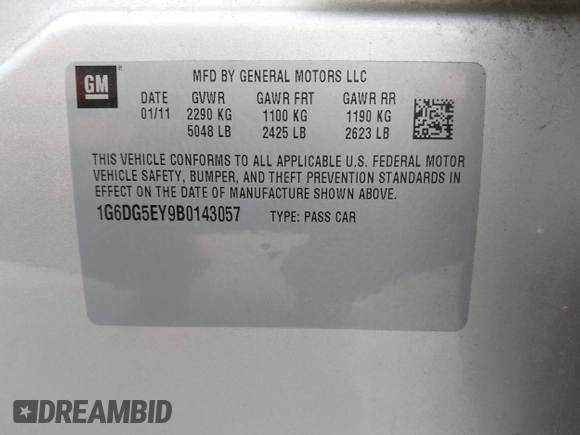 GM
MFD BY GENERAL MOTORS LLC
DATE GVWR GAWR FRT GAWR RR
01/11 2290 KG 1100 KG 1190 KG
5048 LB 2425 LB 2623 LB
THIS VEHICLE CONFORMS TO ALL APPLICABLE U.S. FEDERAL MOTOR
VEHICLE SAFETY, BUMPER, AND THEFT PREVENTION STANDARDS
IN EFFECT ON THE DATE OF MANUFACTURE SHOWN ABOVE.
1G6DG5EY9B0143057 TYPE: PASS CAR
DREAMBID